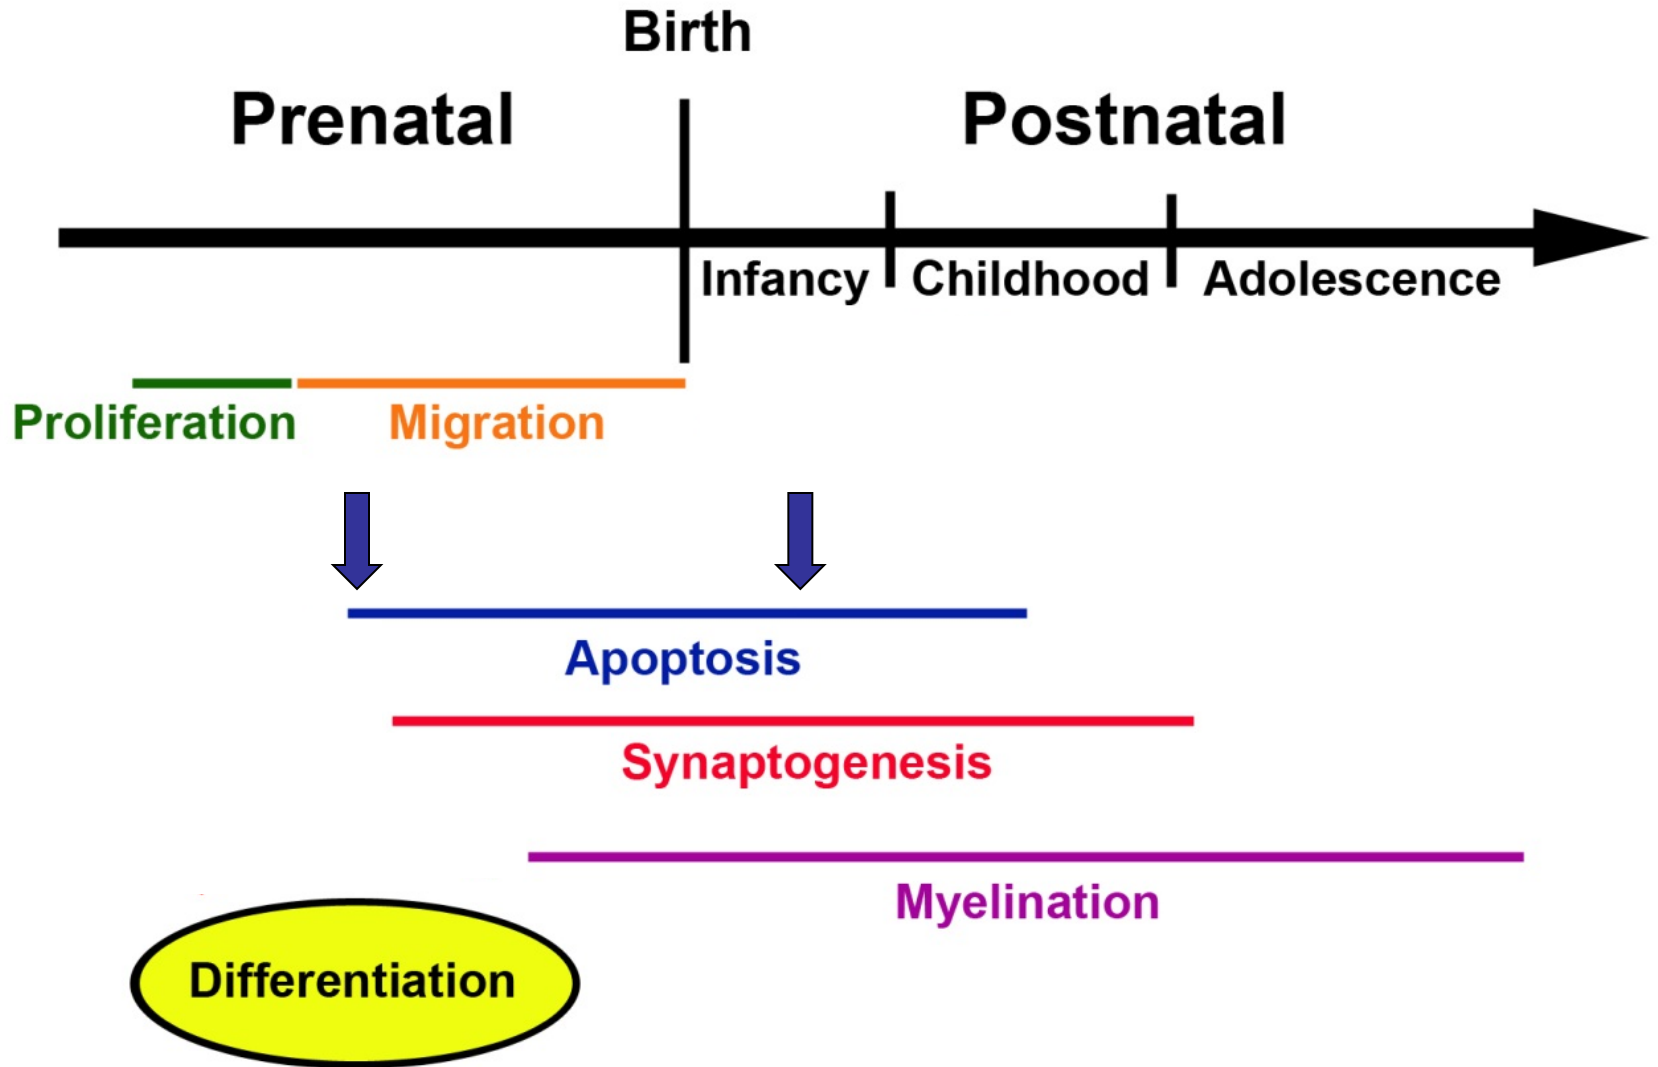 Birth
Prenatal
Postnatal
Infancy
Childhood
Adolescence
Proliferation
Migration
Apoptosis
Synaptogenesis
Myelination
Differentiation